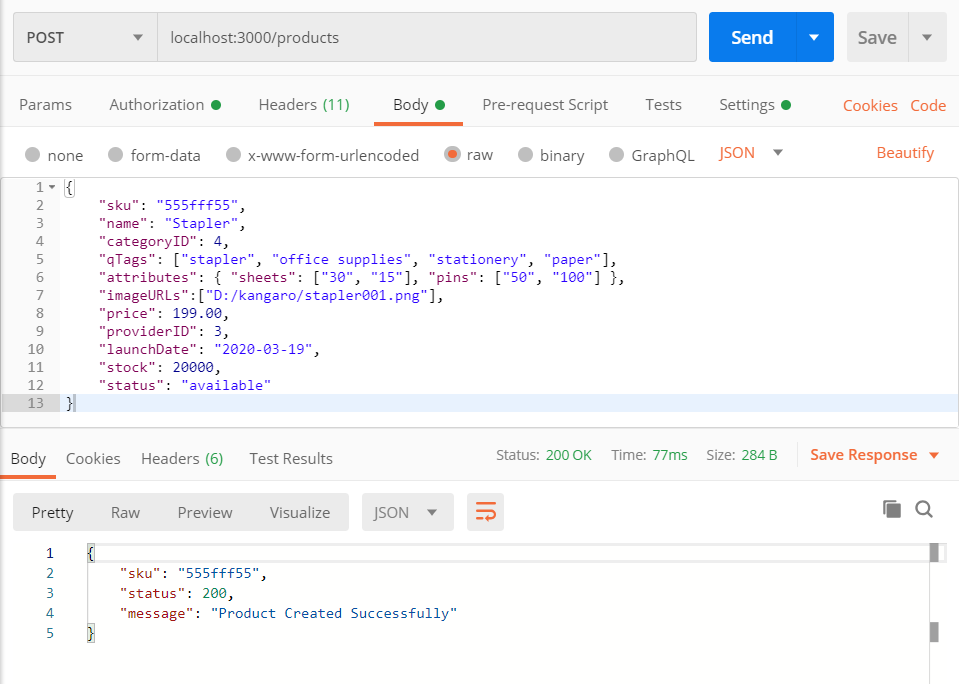 POST localhost:3000/products Send Save
Params Authorization Headers (11) Body Pre-request Script Tests Settings Cookies Code
none form-data x-www-form-urlencoded raw binary GraphQL JSON Beautify
1 {
2 "sku": "555fff55",
3 "name": "Stapler",
4 "categoryID": 4,
5 "qTags": ["stapler", "office supplies", "stationery", "paper"],
6 "attributes": { "sheets": ["30", "15"], "pins": ["50", "100"] },
7 "imageURLs":["D:/kangaro/stapler001.png"],
8 "price": 199.00,
9 "providerID": 3,
10 "launchDate": "2020-03-19",
11 "stock": 20000,
12 "status": "available"
13 }
Body Cookies Headers (6) Test Results Status: 200 OK Time: 77ms Size: 284 B Save Response
Pretty Raw Preview Visualize JSON
1 {
2 "sku": "555fff55",
3 "status": 200,
4 "message": "Product Created Successfully"
5 }